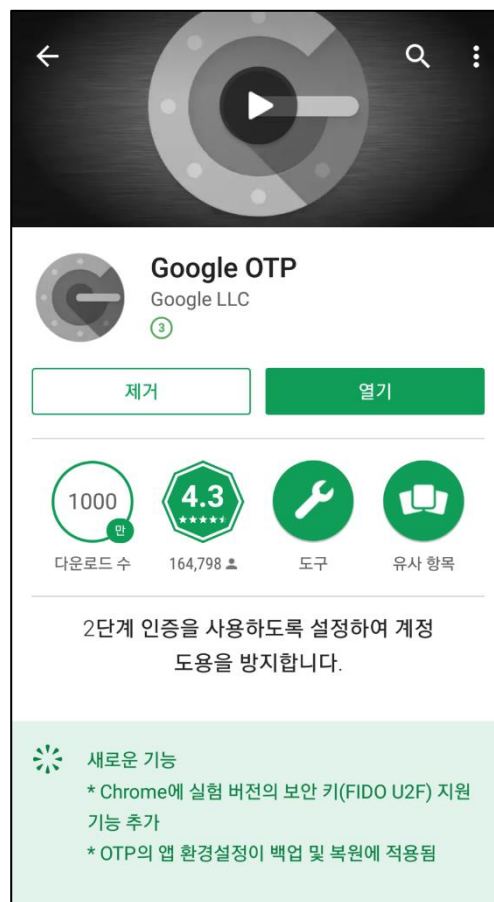 Google OTP
Google LLC
3
제거
열기
1000
만
다운로드 수
4.3
164,798
도구
유사 항목
2단계 인증을 사용하도록 설정하여 계정
도용을 방지합니다.
새로운 기능
* Chrome에 실험 버전의 보안 키(FIDO U2F) 지원
기능 추가
* OTP의 앱 환경설정이 백업 및 복원에 적용됨